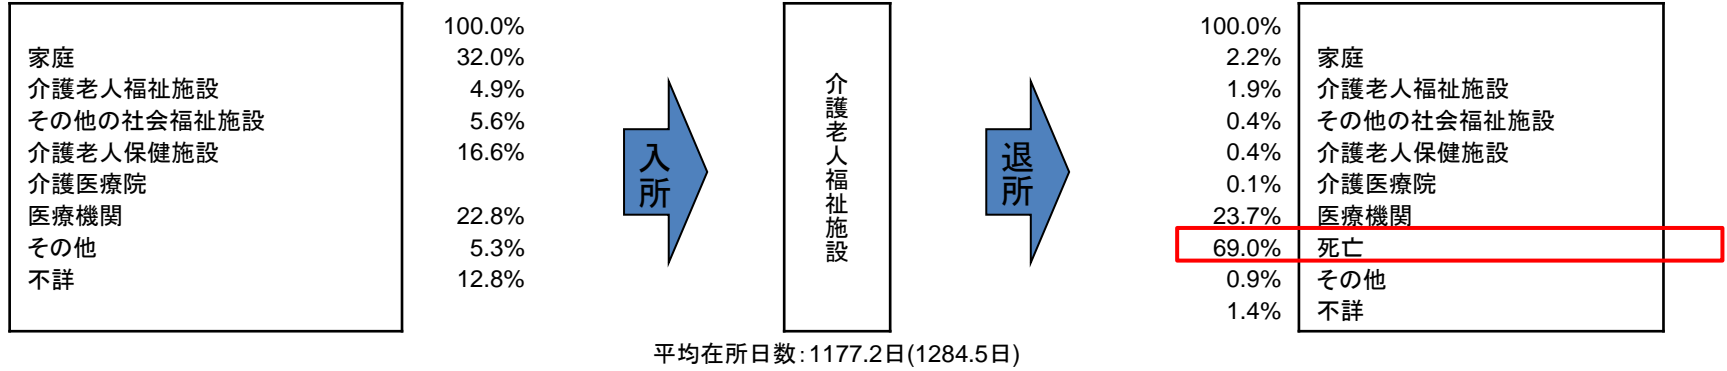 100.0%
家庭 32.0%
介護老人福祉施設 4.9%
その他の社会福祉施設 5.6%
介護老人保健施設 16.6%
介護医療院
医療機関 22.8%
その他 5.3%
不詳 12.8%
入所
介護老人福祉施設
退所
100.0%
2.2% 家庭
1.9% 介護老人福祉施設
0.4% その他の社会福祉施設
0.4% 介護老人保健施設
0.1% 介護医療院
23.7% 医療機関
69.0% 死亡
0.9% その他
1.4% 不詳
平均在所日数：1177.2日(1284.5日)